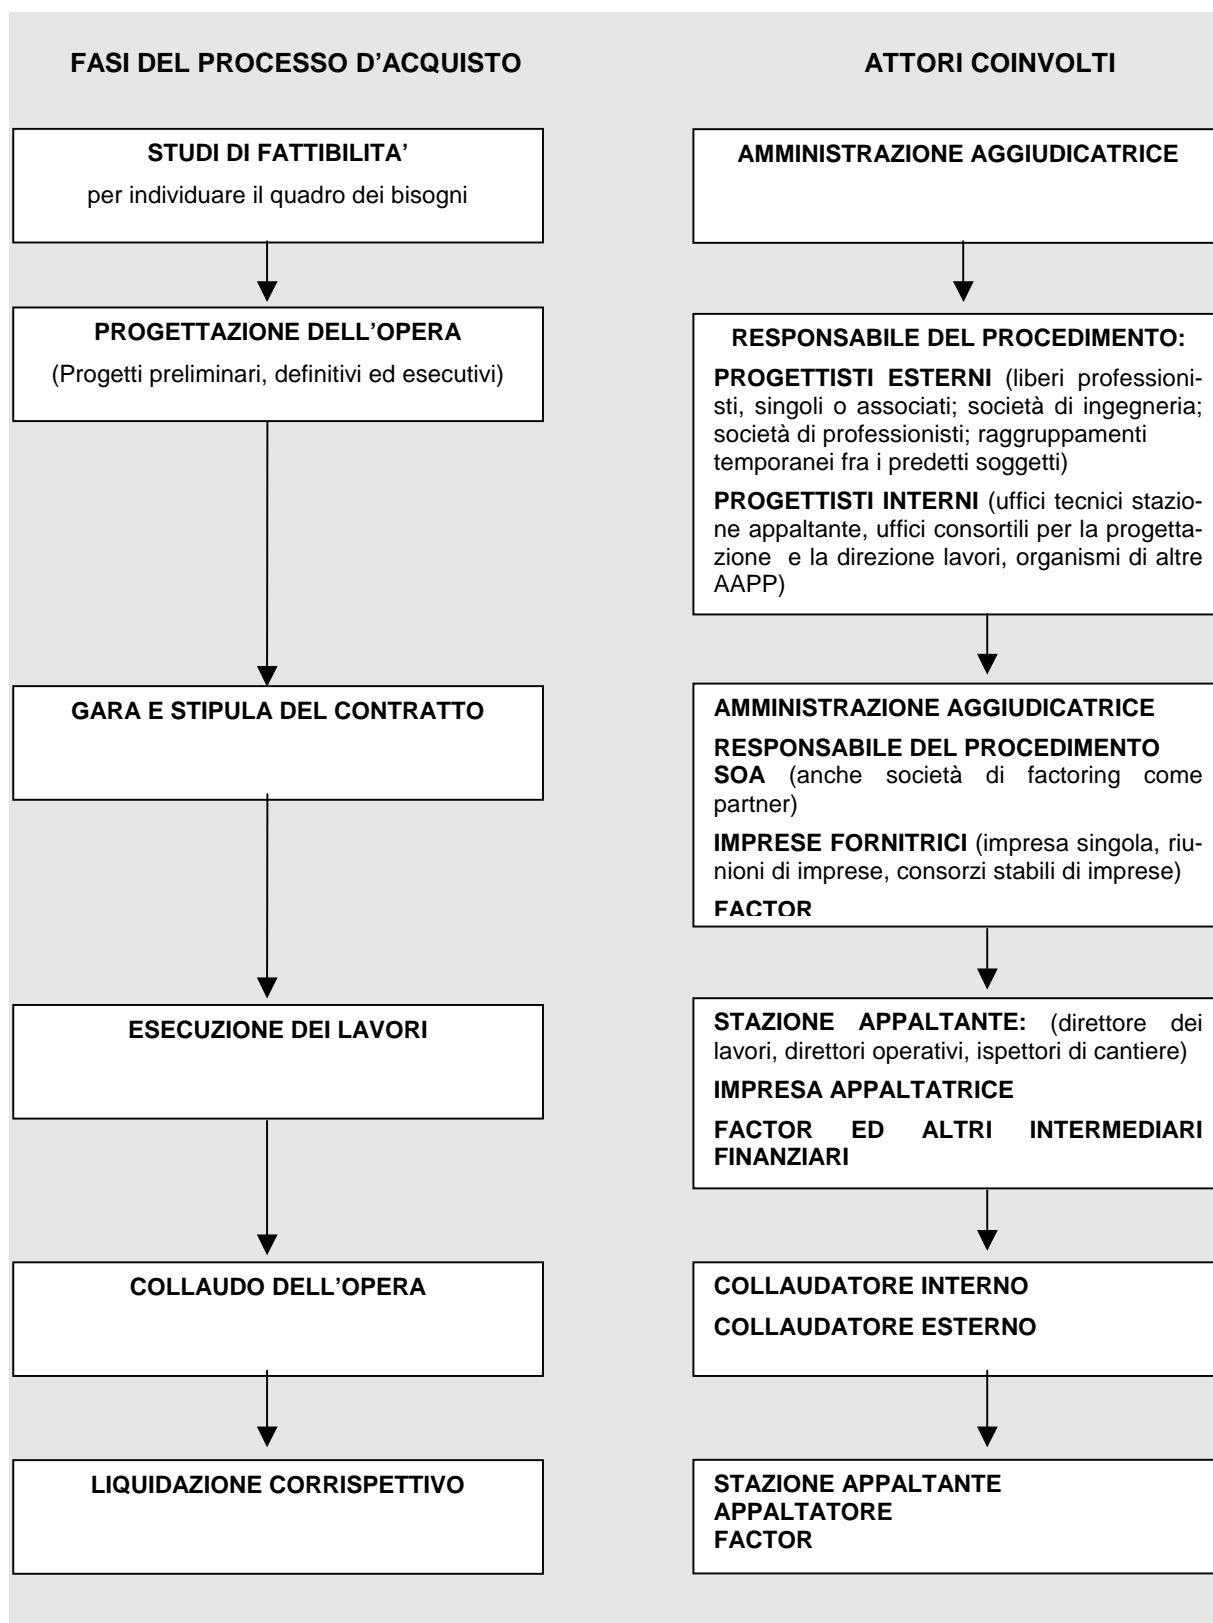 FASI DEL PROCESSO D’ACQUISTO
ATTORI COINVOLTI
STUDI DI FATTIBILITA’
per individuare il quadro dei bisogni
AMMINISTRAZIONE AGGIUDICATRICE
PROGETTAZIONE DELL’OPERA
(Progetti preliminari, definitivi ed esecutivi)
RESPONSABILE DEL PROCEDIMENTO:
PROGETTISTI ESTERNI (liberi professioni-
sti, singoli o associati; società di ingegneria;
società di professionisti; raggruppamenti
temporanei fra i predetti soggetti)
PROGETTISTI INTERNI (uffici tecnici stazio-
ne appaltante, uffici consortili per la progetta-
zione e la direzione lavori, organismi di altre
AAPP)
GARA E STIPULA DEL CONTRATTO
AMMINISTRAZIONE AGGIUDICATRICE
RESPONSABILE DEL PROCEDIMENTO
SOA (anche società di factoring come
partner)
IMPRESE FORNITRICI (impresa singola, riu-
nioni di imprese, consorzi stabili di imprese)
FACTOR
ESECUZIONE DEI LAVORI
STAZIONE APPALTANTE: (direttore dei
lavori, direttori operativi, ispettori di cantiere)
IMPRESA APPALTATRICE
FACTOR ED ALTRI INTERMEDIARI
FINANZIARI
COLLAUDO DELL’OPERA
COLLAUDATORE INTERNO
COLLAUDATORE ESTERNO
LIQUIDAZIONE CORRISPETTIVO
STAZIONE APPALTANTE
APPALTATORE
FACTOR